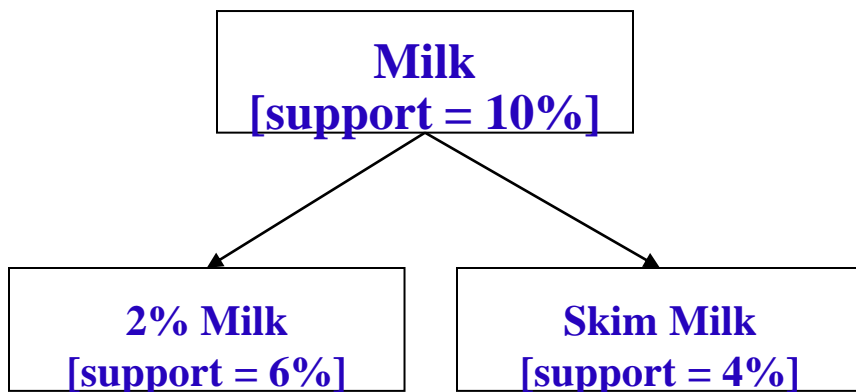 Milk
[support = 10%]
2% Milk
[support = 6%]
Skim Milk
[support = 4%]